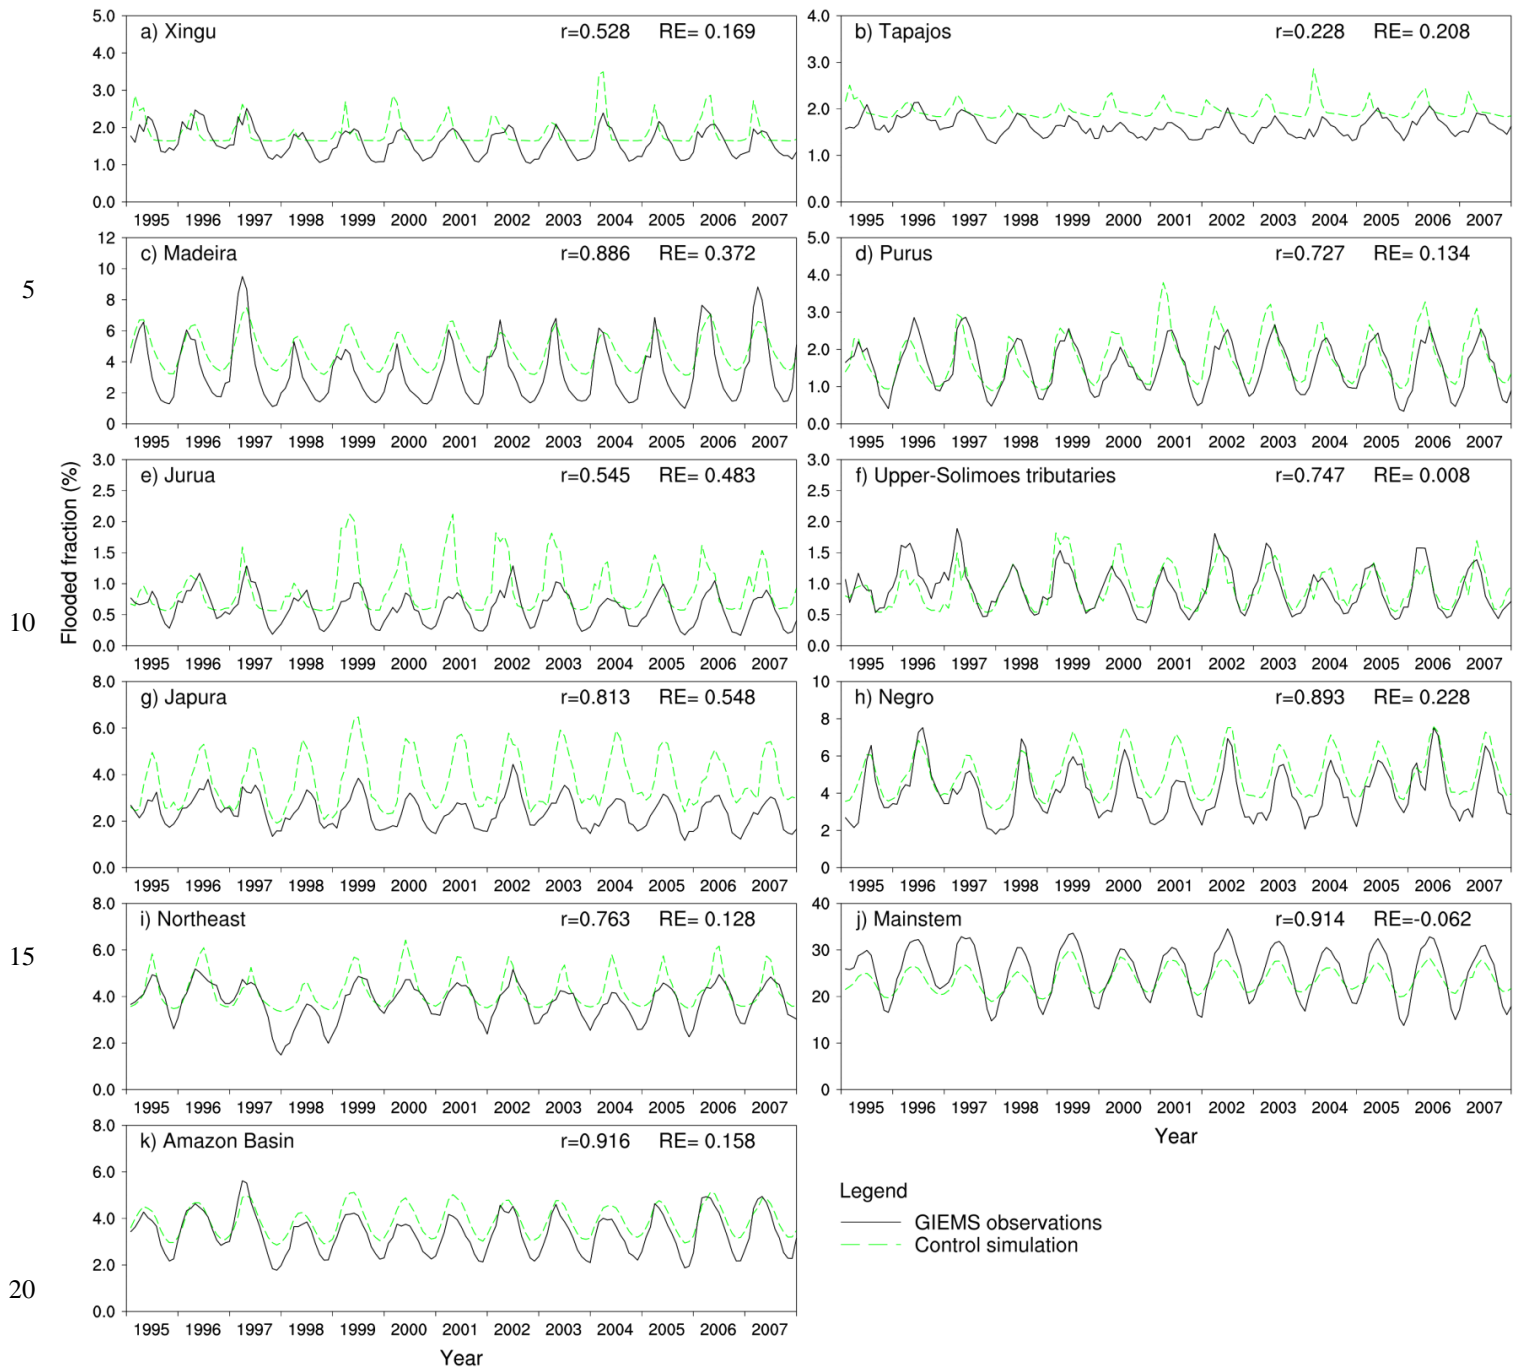 a) Xingu r=0.528 RE= 0.169
5.0
4.0
3.0
2.0
1.0
0.0
1995 1996 1997 1998 1999 2000 2001 2002 2003 2004 2005 2006 2007
b) Tapajos r=0.228 RE= 0.208
4.0
3.0
2.0
1.0
0.0
1995 1996 1997 1998 1999 2000 2001 2002 2003 2004 2005 2006 2007
5
c) Madeira r=0.886 RE= 0.372
12
10
8
6
4
2
0
1995 1996 1997 1998 1999 2000 2001 2002 2003 2004 2005 2006 2007
d) Purus r=0.727 RE= 0.134
5.0
4.0
3.0
2.0
1.0
0.0
1995 1996 1997 1998 1999 2000 2001 2002 2003 2004 2005 2006 2007
Flooded fraction (%)
10
e) Jurua r=0.545 RE= 0.483
3.0
2.5
2.0
1.5
1.0
0.5
0.0
1995 1996 1997 1998 1999 2000 2001 2002 2003 2004 2005 2006 2007
f) Upper-Solimoes tributaries r=0.747 RE= 0.008
3.0
2.5
2.0
1.5
1.0
0.5
0.0
1995 1996 1997 1998 1999 2000 2001 2002 2003 2004 2005 2006 2007
g) Japura r=0.813 RE= 0.548
8.0
6.0
4.0
2.0
0.0
1995 1996 1997 1998 1999 2000 2001 2002 2003 2004 2005 2006 2007
h) Negro r=0.893 RE= 0.228
10
8
6
4
2
0
1995 1996 1997 1998 1999 2000 2001 2002 2003 2004 2005 2006 2007
15
i) Northeast r=0.763 RE= 0.128
8.0
6.0
4.0
2.0
0.0
1995 1996 1997 1998 1999 2000 2001 2002 2003 2004 2005 2006 2007
j) Mainstem r=0.914 RE=-0.062
40
30
20
10
0
1995 1996 1997 1998 1999 2000 2001 2002 2003 2004 2005 2006 2007
Year
20
k) Amazon Basin r=0.916 RE= 0.158
8.0
6.0
4.0
2.0
0.0
1995 1996 1997 1998 1999 2000 2001 2002 2003 2004 2005 2006 2007
Year
Legend
GIEMS observations
Control simulation